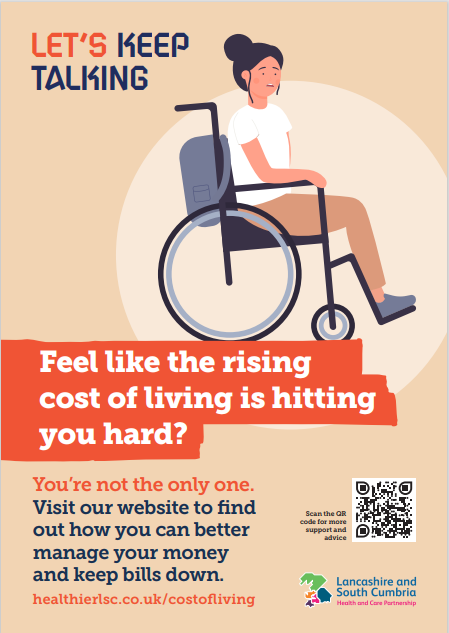 LET'S KEEP
TALKING
Feel like the rising
cost of living is hitting
you hard?
You're not the only one.
Visit our website to find
out how you can better
manage your money
and keep bills down.
healthierlsc.co.uk/costofliving
Scan the QR
code for more
support and
advice
Lancashire and
South Cumbria
Health and Care Partnership